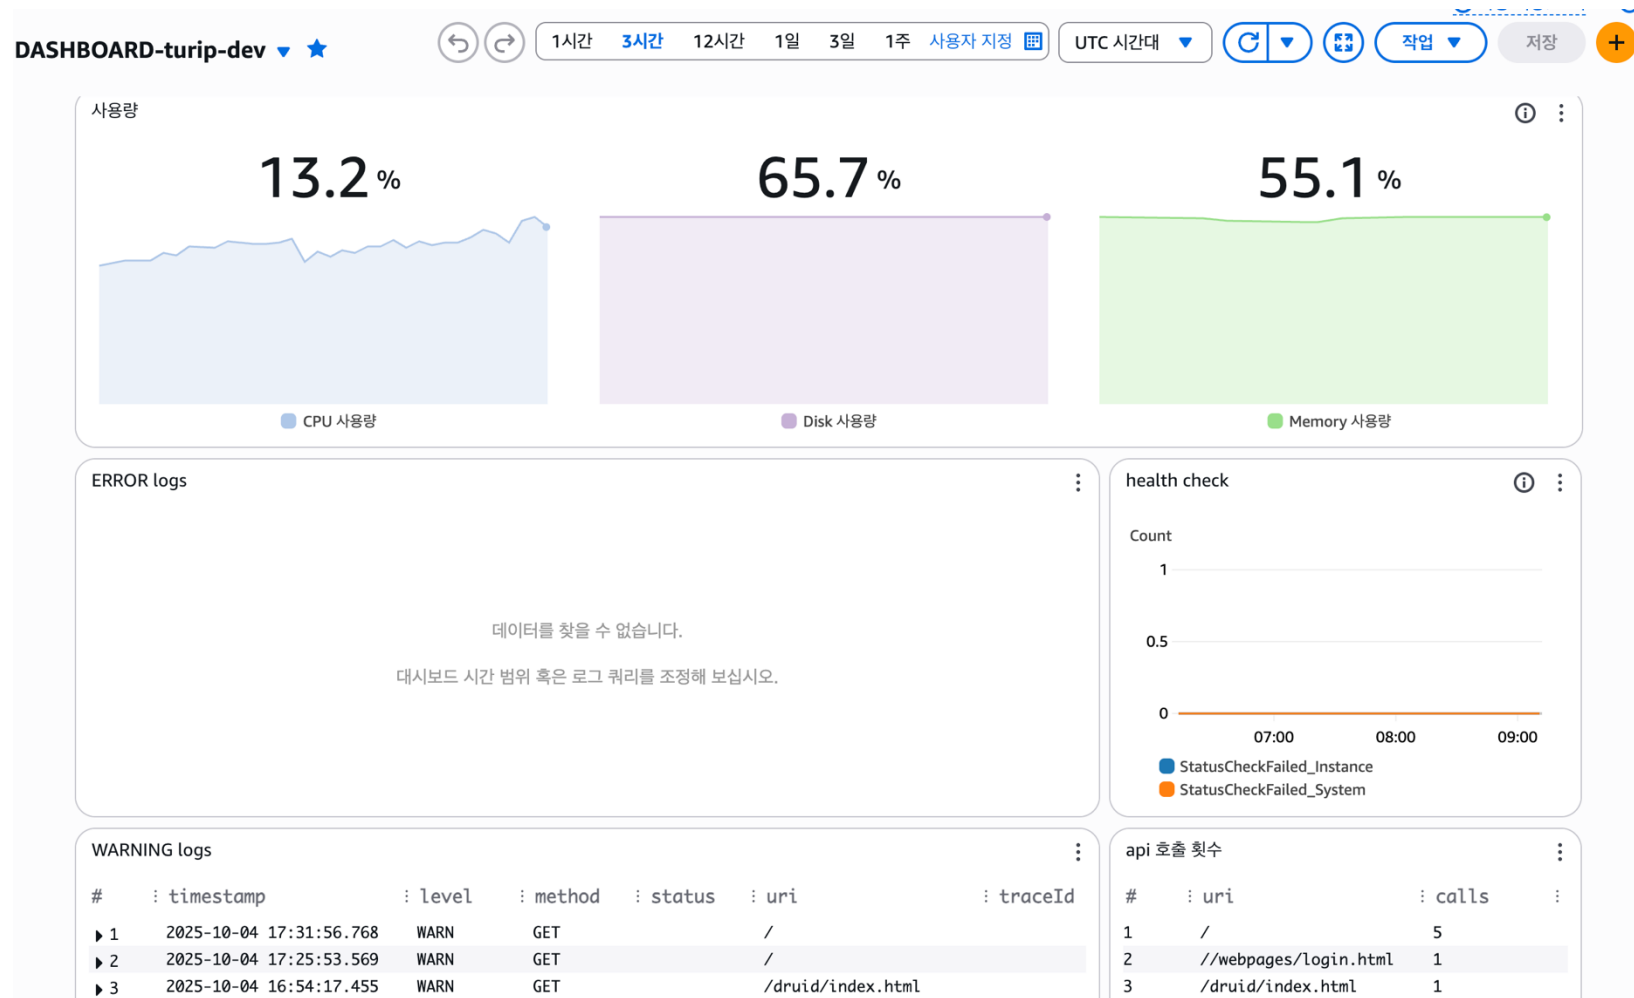 DASHBOARD-turip-dev
1시간 3시간 12시간 1일 3일 1주 사용자 지정
UTC 시간대
작업
저장
사용량
13.2 %
65.7 %
55.1 %
CPU 사용량
Disk 사용량
Memory 사용량
ERROR logs
데이터를 찾을 수 없습니다.
대시보드 시간 범위 혹은 로그 쿼리를 조정해 보십시오.
health check
Count
1
0.5
0
07:00 08:00 09:00
StatusCheckFailed_Instance
StatusCheckFailed_System
WARNING logs
# timestamp level method status uri traceId
1 2025-10-04 17:31:56.768 WARN GET /
2 2025-10-04 17:25:53.569 WARN GET /
3 2025-10-04 16:54:17.455 WARN GET /druid/index.html
api 호출 횟수
# uri calls
1 / 5
2 //webpages/login.html 1
3 /druid/index.html 1